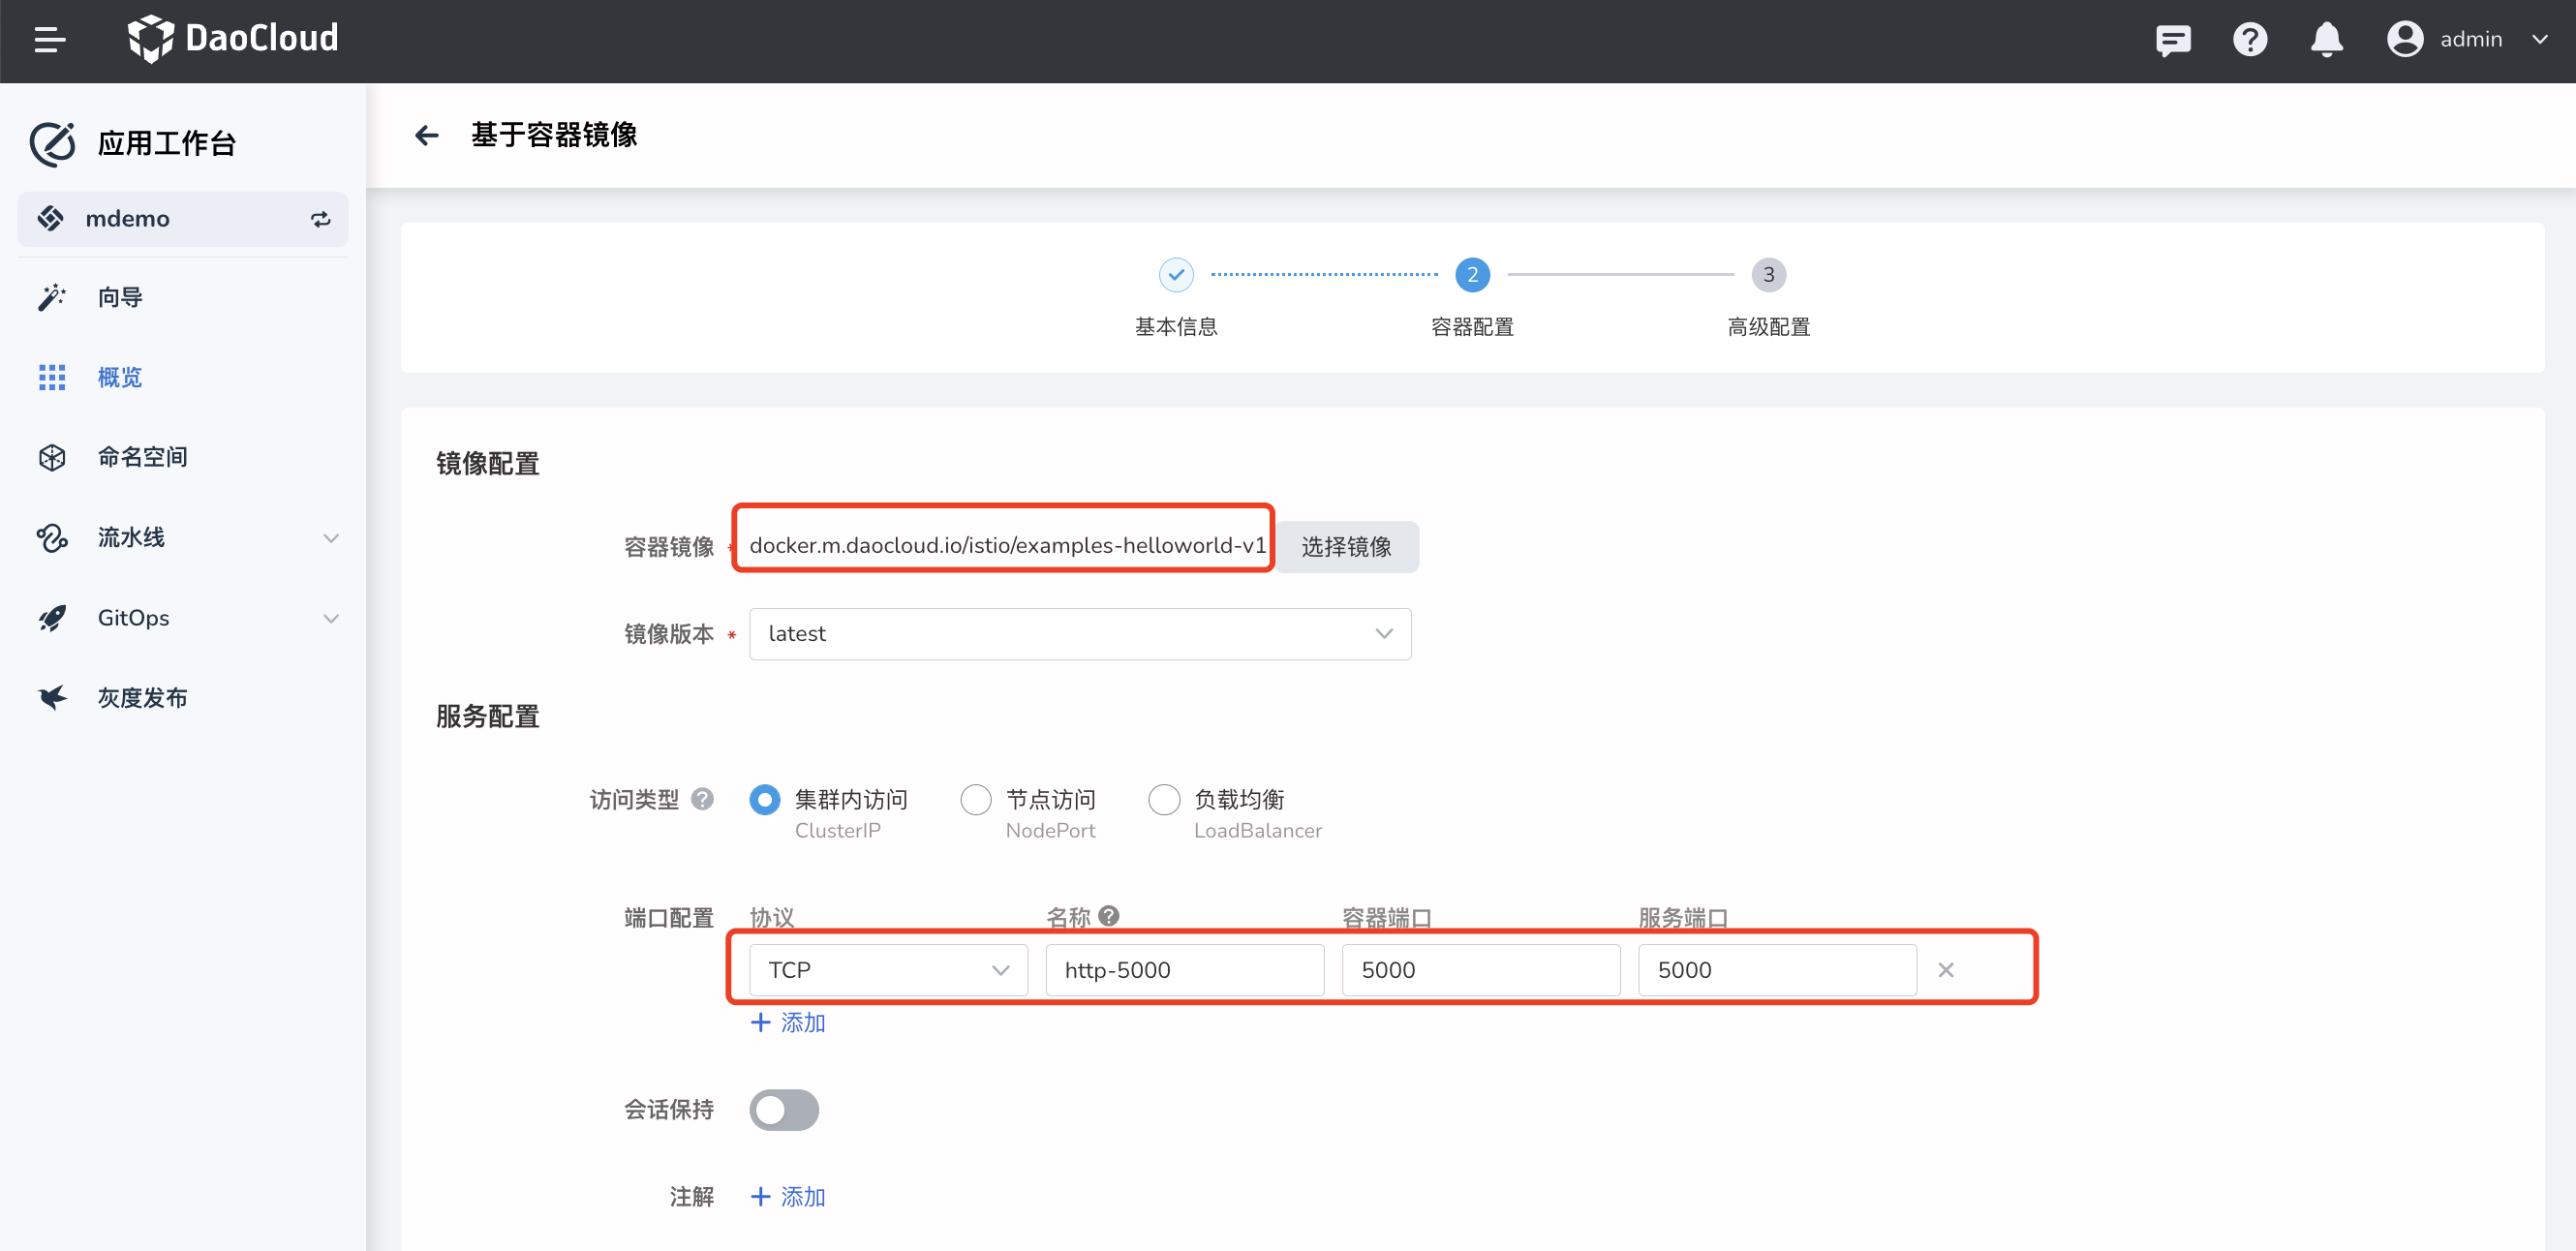 DaoCloud
admin
应用工作台
mdemo
向导
概览
命名空间
流水线
GitOps
灰度发布
基于容器镜像
2
3
基本信息
容器配置
高级配置
镜像配置
容器镜像 * docker.m.daocloud.io/istio/examples-helloworld-v1 选择镜像
镜像版本 * latest
服务配置
访问类型 ? 集群内访问 节点访问 负载均衡
ClusterIP NodePort LoadBalancer
端口配置 协议 名称 ? 容器端口 服务端口
TCP http-5000 5000 5000
+ 添加
会话保持
注解 + 添加